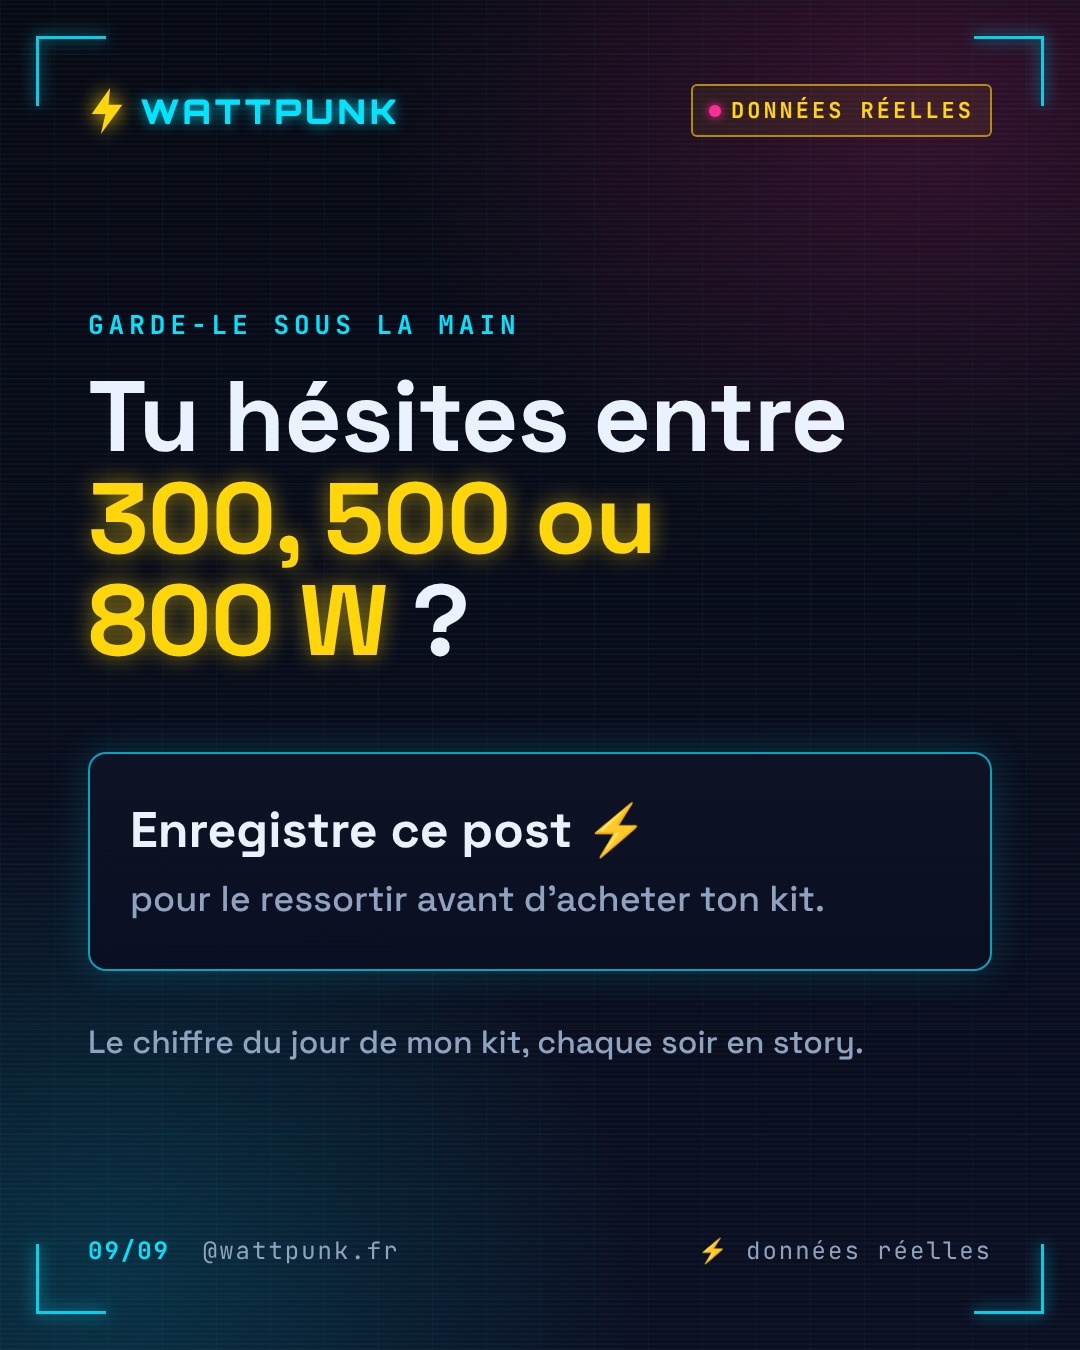 WATTPUNK
DONNÉES RÉELLES
GARDE-LE SOUS LA MAIN
Tu hésites entre
300, 500 ou
800 W ?
Enregistre ce post ⚡
pour le ressortir avant d’acheter ton kit.
Le chiffre du jour de mon kit, chaque soir en story.
09/09 @wattpunk.fr
⚡ données réelles